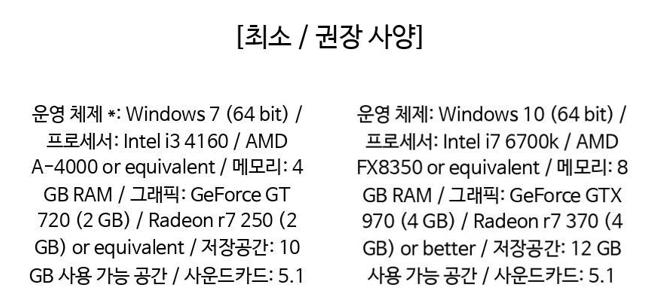 [최소 / 권장 사양]
운영 체제 *: Windows 7 (64 bit) /
프로세서: Intel i3 4160 / AMD
A-4000 or equivalent / 메모리: 4
GB RAM / 그래픽: GeForce GT
720 (2 GB) / Radeon r7 250 (2
GB) or equivalent / 저장공간: 10
GB 사용 가능 공간 / 사운드카드: 5.1
운영 체제: Windows 10 (64 bit) /
프로세서: Intel i7 6700k / AMD
FX8350 or equivalent / 메모리: 8
GB RAM / 그래픽: GeForce GTX
970 (4 GB) / Radeon r7 370 (4
GB) or better / 저장공간: 12 GB
사용 가능 공간 / 사운드카드: 5.1